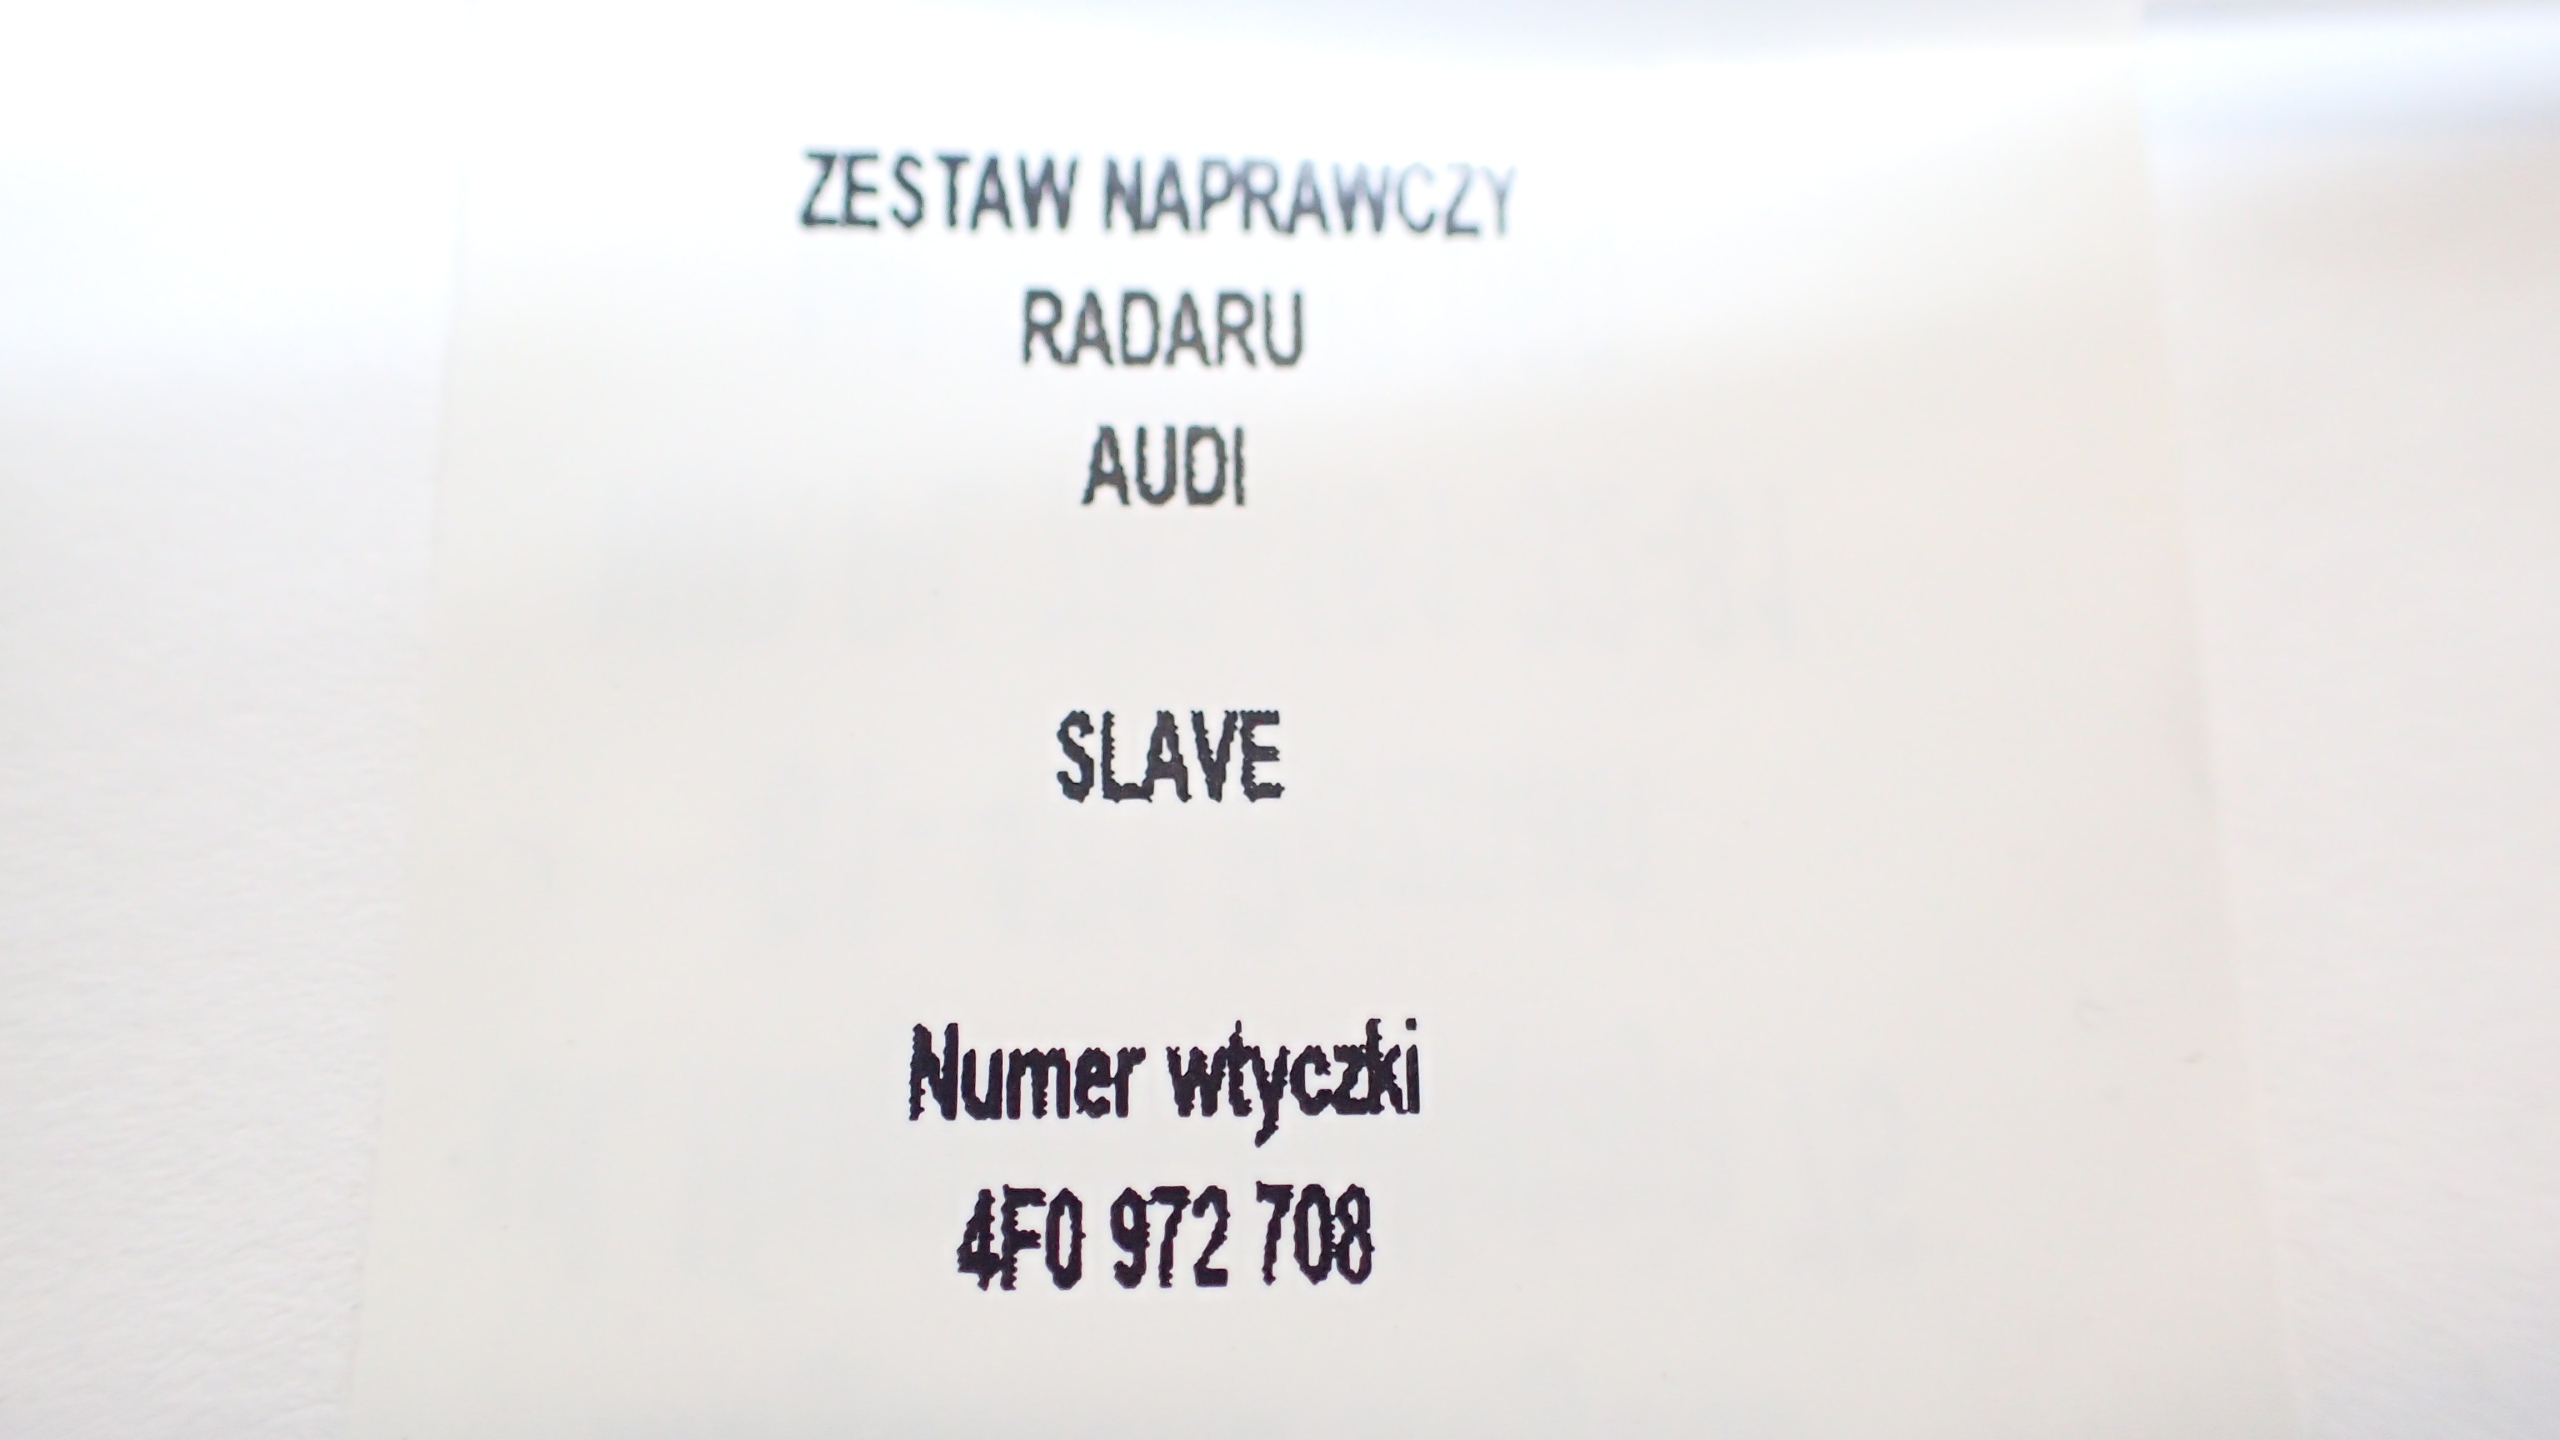 ZESTAW NAPRAWCZY
RADARU
AUDI
SLAVE
Numer wtyczki
4F0 972 708